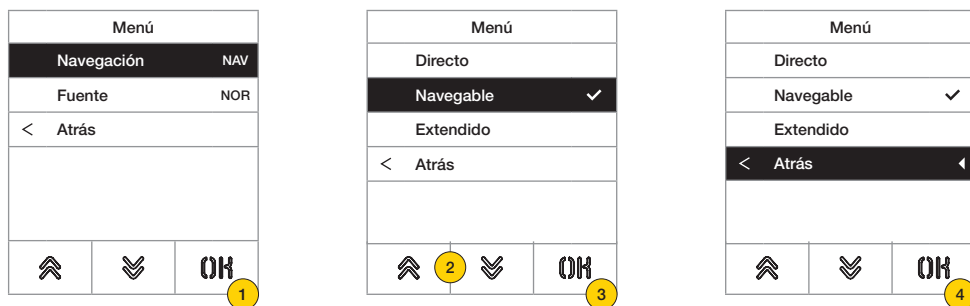 Menú
Navegación NAV
Fuente NOR
< Atrás
OK
1
Menú
Directo
Navegable ✓
Extendido
< Atrás
2
OK
3
Menú
Directo
Navegable ✓
Extendido
< Atrás
OK
4